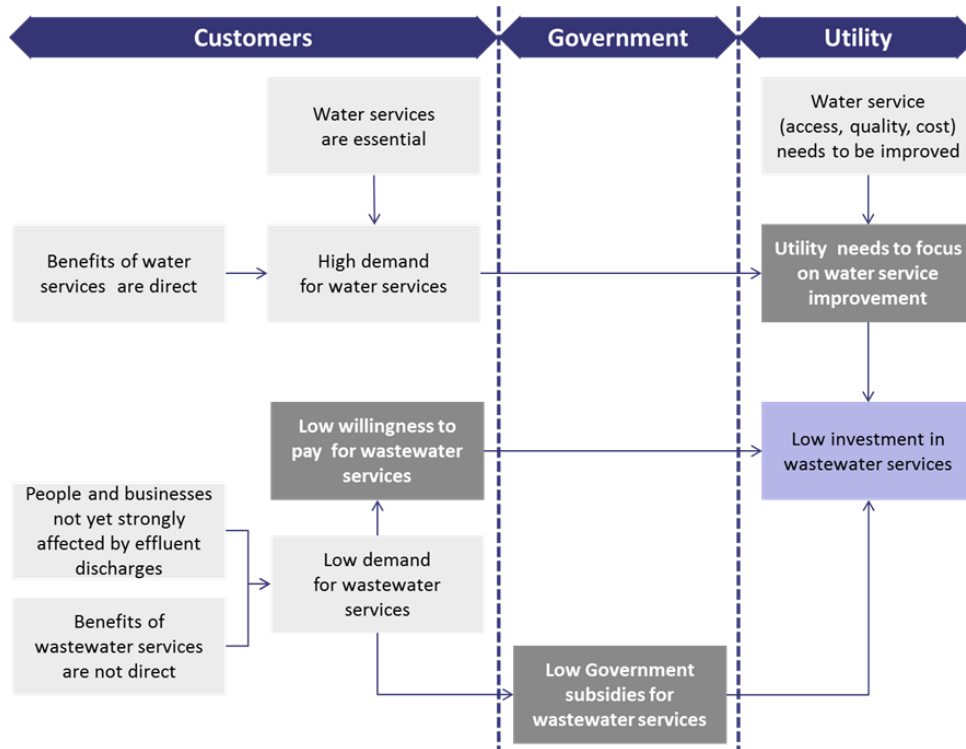 Customers
Government
Utility
Water services
are essential
Water service
(access, quality, cost)
needs to be improved
Benefits of water
services are direct
High demand
for water services
Utility needs to focus
on water service
improvement
Low willingness to
pay for wastewater
services
Low investment in
wastewater services
People and businesses
not yet strongly
affected by effluent
discharges
Low demand
for wastewater
services
Benefits of
wastewater services
are not direct
Low Government
subsidies for
wastewater services